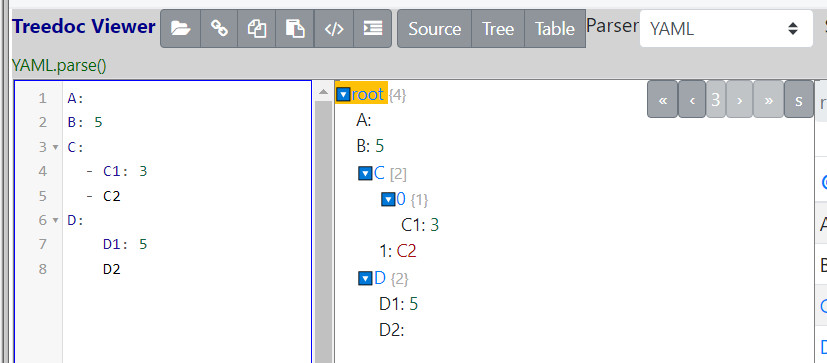 Treedoc Viewer Source Tree Table Parser YAML
YAML.parse()
1 A:
2 B: 5
3 C:
4 - C1: 3
5 - C2
6 D:
7 D1: 5
8 D2
root {4}
A:
B: 5
C [2]
0 {1}
C1: 3
1: C2
D {2}
D1: 5
D2:
« ‹ 3 › » s